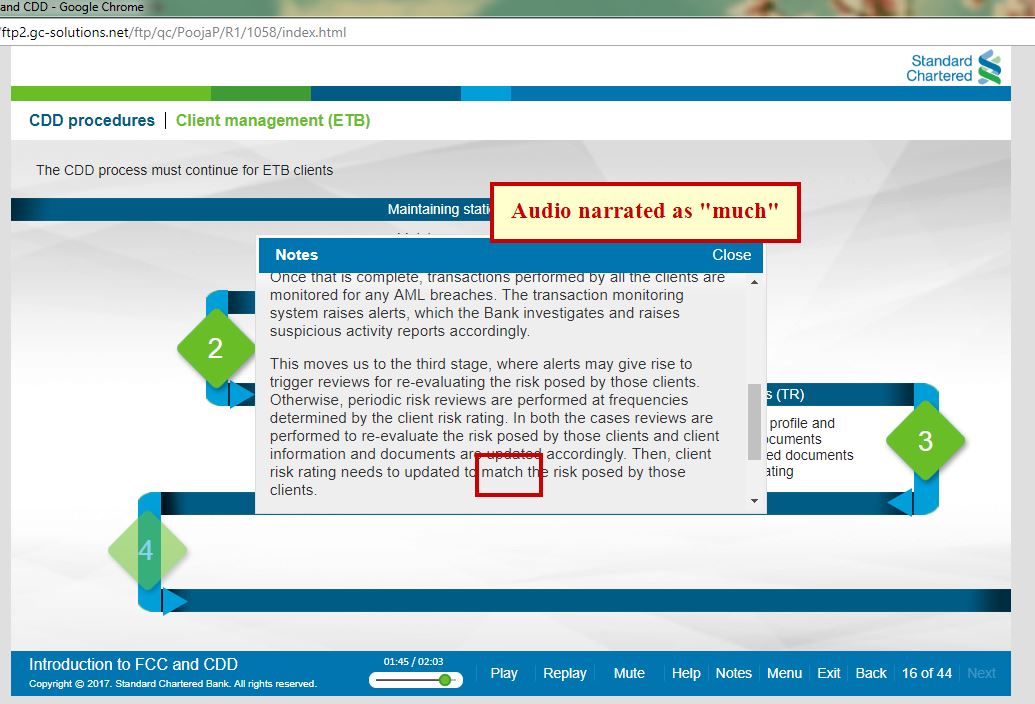 and CDD - Google Chrome
ftp2.gc-solutions.net/ftp/qc/PoojaP/R1/1058/index.html
Standard
Chartered
CDD procedures | Client management (ETB)
The CDD process must continue for ETB clients
Maintaining stati
Audio narrated as "much"
Notes Close
Once that is complete, transactions performed by all the clients are
monitored for any AML breaches. The transaction monitoring
system raises alerts, which the Bank investigates and raises
suspicious activity reports accordingly.
This moves us to the third stage, where alerts may give rise to
trigger reviews for re-evaluating the risk posed by those clients.
Otherwise, periodic risk reviews are performed at frequencies
determined by the client risk rating. In both the cases reviews are
performed to re-evaluate the risk posed by those clients and client
information and documents are updated accordingly. Then, client
risk rating needs to updated to match the risk posed by those
clients.
2
s (TR)
profile and
ocuments
ed documents
ating
3
4
Introduction to FCC and CDD
Copyright © 2017. Standard Chartered Bank. All rights reserved.
01:45 / 02:03
Play Replay Mute Help Notes Menu Exit Back 16 of 44 Next